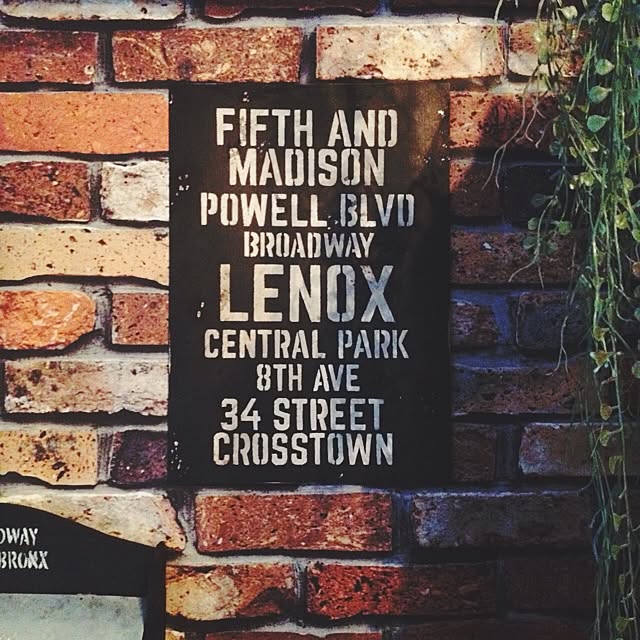 FIFTH AND
MADISON
POWELL BLVD
BROADWAY
LENOX
CENTRAL PARK
8TH AVE
34 STREET
CROSSTOWN
DWAY
BRONX